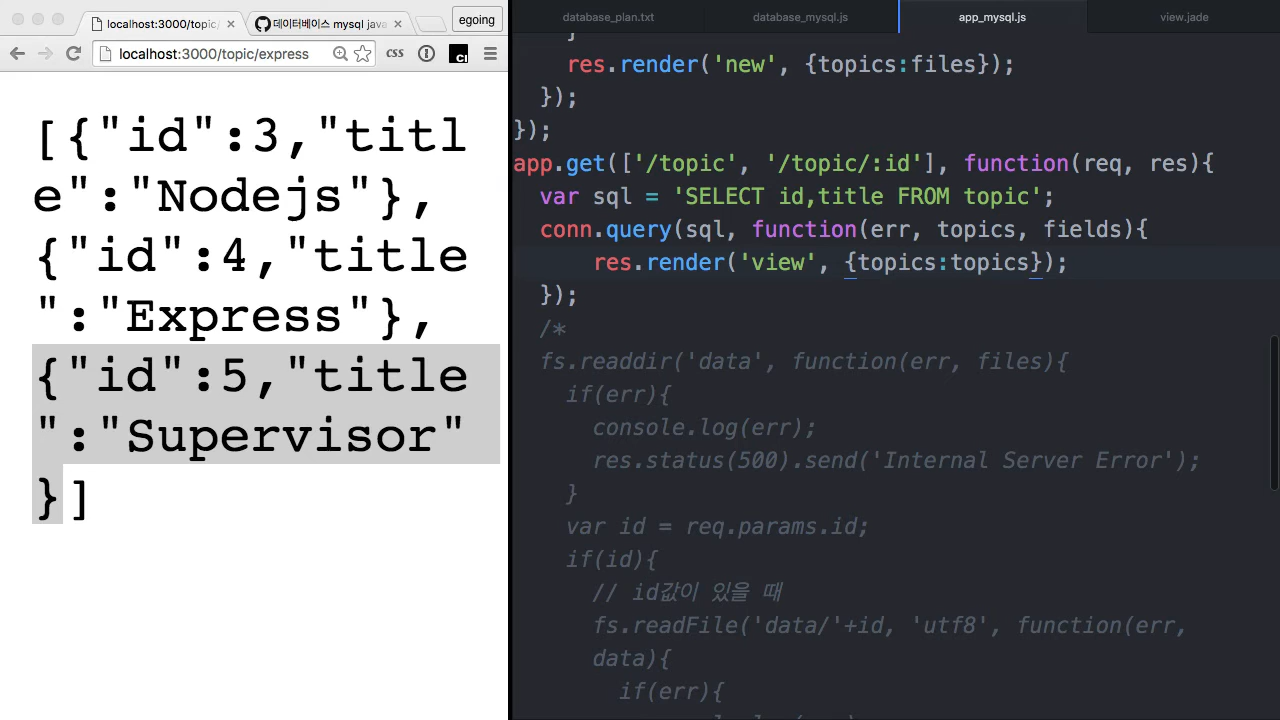 localhost:3000/topic/
데이터베이스 mysql java
egoing
localhost:3000/topic/express
css
[{"id":3,"titl
e":"Nodejs"},
{"id":4,"title
":"Express"},
{"id":5,"title
":"Supervisor"
}]
database_plan.txt
database_mysql.js
app_mysql.js
view.jade
}
res.render('new', {topics:files});
});
});
app.get(['/topic', '/topic/:id'], function(req, res){
var sql = 'SELECT id,title FROM topic';
conn.query(sql, function(err, topics, fields){
res.render('view', {topics:topics});
});
/*
fs.readdir('data', function(err, files){
if(err){
console.log(err);
res.status(500).send('Internal Server Error');
}
var id = req.params.id;
if(id){
// id값이 있을 때
fs.readFile('data/'+id, 'utf8', function(err,
data){
if(err){